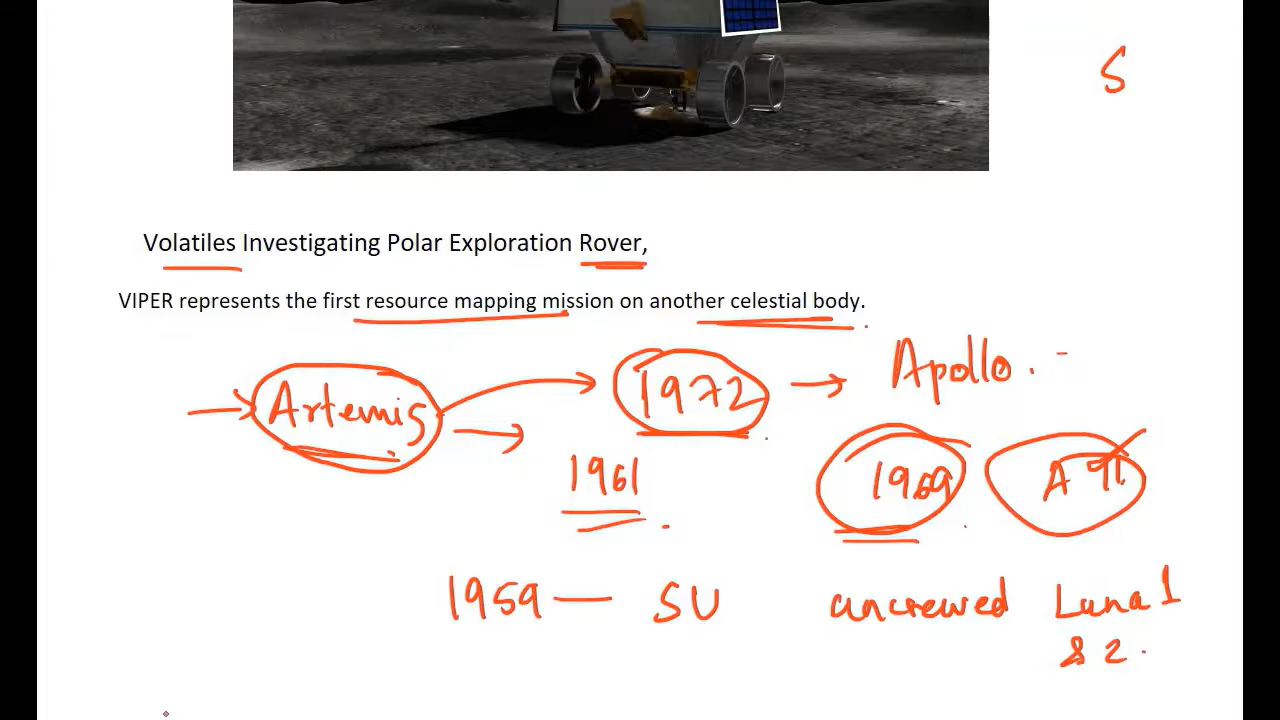 S
Volatiles Investigating Polar Exploration Rover,
VIPER represents the first resource mapping mission on another celestial body.
→ Artemis → 1972 → Apollo.
→ 1961 1969 A
1959 — SU uncrewed Luna 1
& 2.